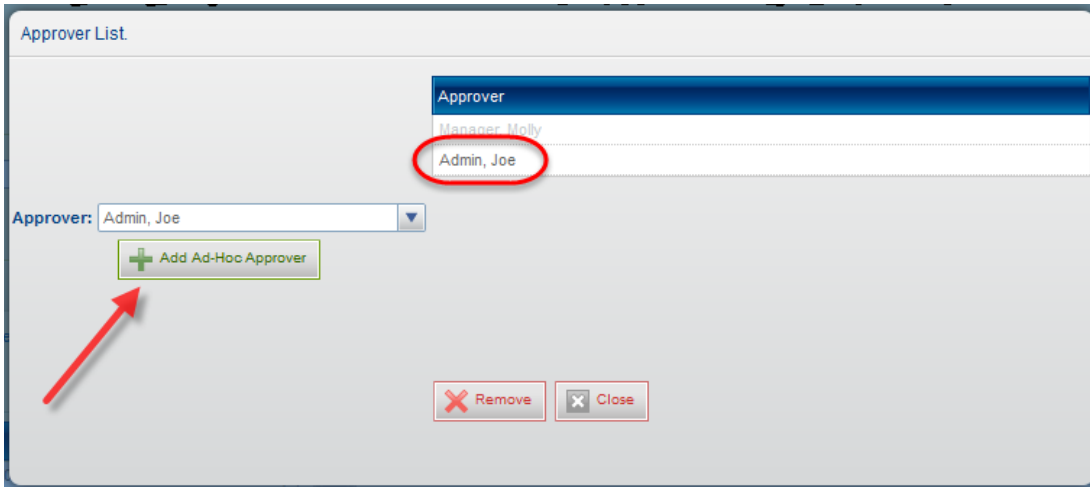 Approver List.
Approver
Manager, Molly
Admin, Joe
Approver: Admin, Joe
Add Ad-Hoc Approver
Remove
Close